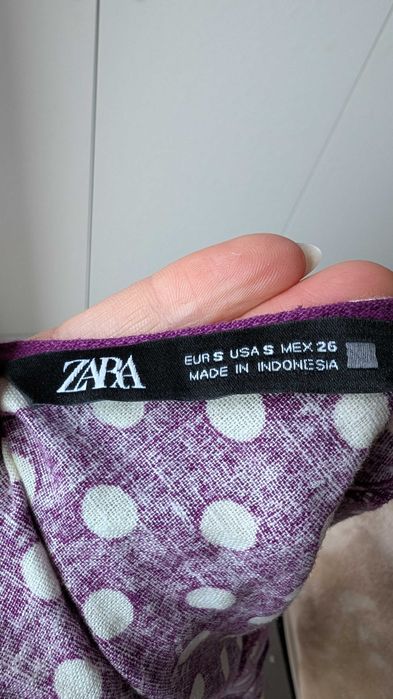 ZARA
EUR S USA S MEX 26
MADE IN INDONESIA